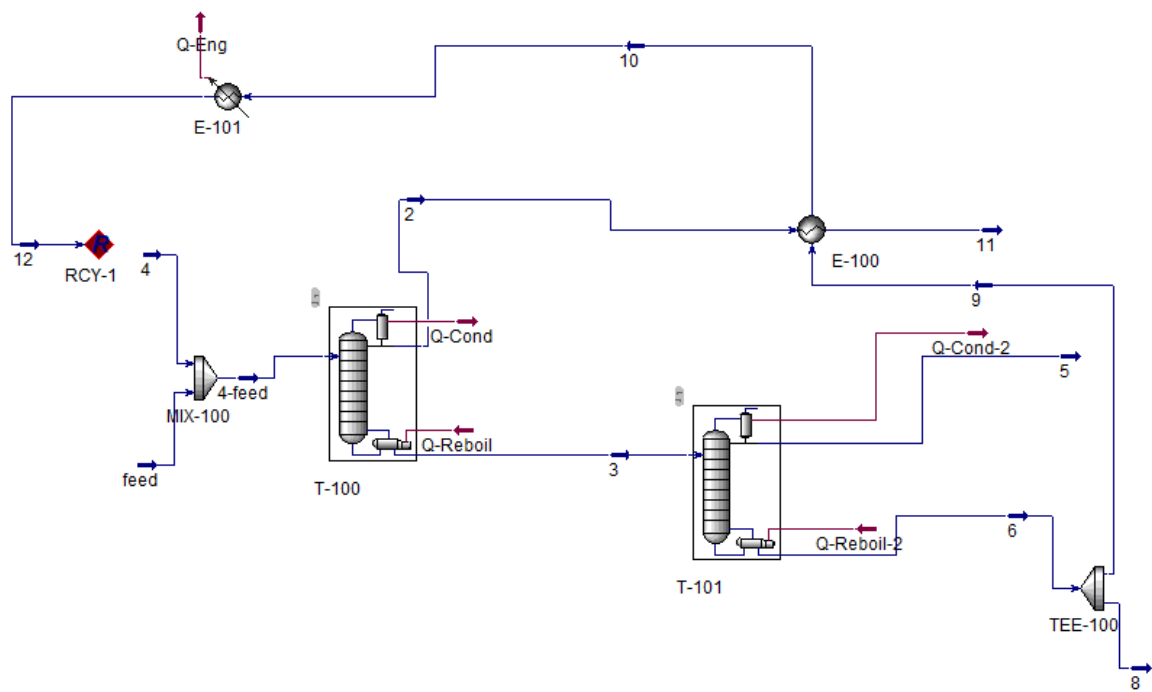 Q-Eng
10
E-101
2
12
RCY-1
4
11
E-100
9
Q-Cond
Q-Cond-2
5
4-feed
MIX-100
Q-Reboil
feed
3
T-100
6
Q-Reboil-2
T-101
TEE-100
8
R